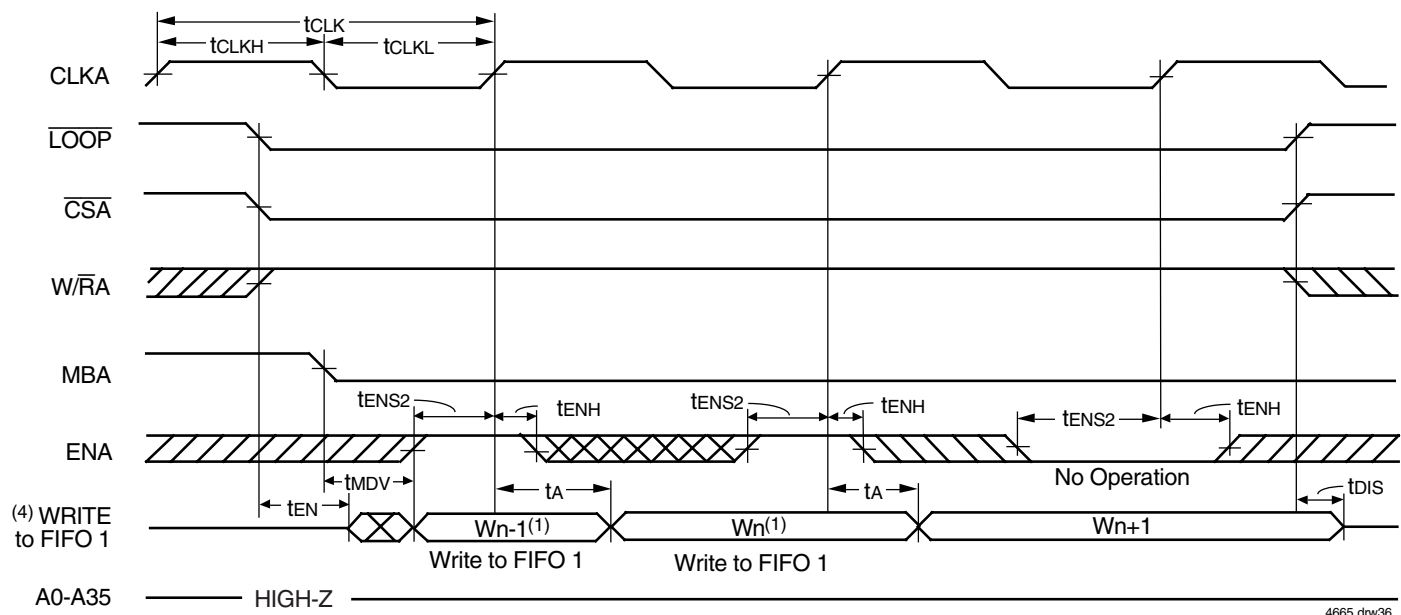 tCLK
tCLKH
tCLKL
CLKA
LOOP
CSA
W/RA
MBA
tENS2
tENH
tENS2
tENH
tENS2
tENH
ENA
No Operation
tMDV
tEN
tA
tA
tDIS
(4) WRITE
to FIFO 1
Wn-1(1)
Wn(1)
Wn+1
Write to FIFO 1
Write to FIFO 1
A0-A35
HIGH-Z
4665 drw36